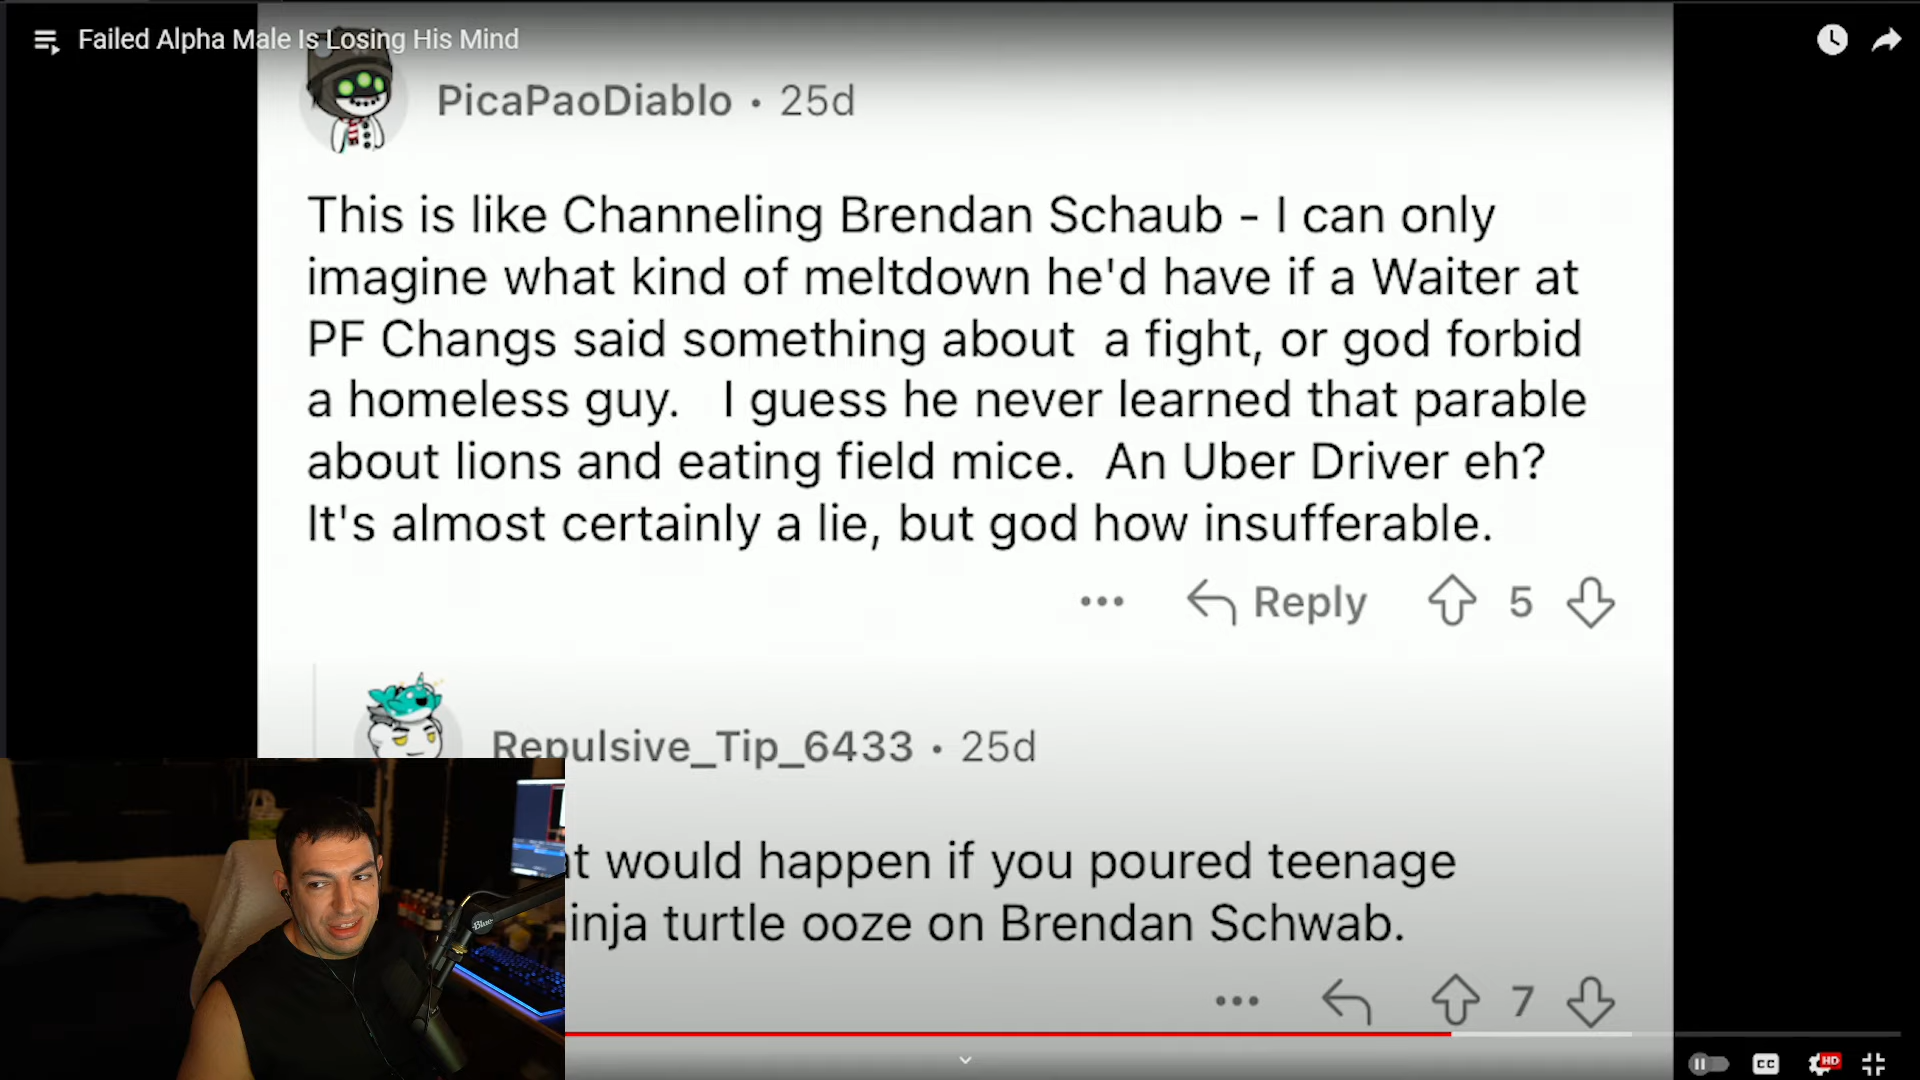 Failed Alpha Male Is Losing His Mind
PicaPaoDiablo • 25d
This is like Channeling Brendan Schaub - I can only
imagine what kind of meltdown he'd have if a Waiter at
PF Changs said something about a fight, or god forbid
a homeless guy. I guess he never learned that parable
about lions and eating field mice. An Uber Driver eh?
It's almost certainly a lie, but god how insufferable.
... Reply 5
Repulsive_Tip_6433 • 25d
would happen if you poured teenage
turtle ooze on Brendan Schwab.
... 7
Blue
CC HD